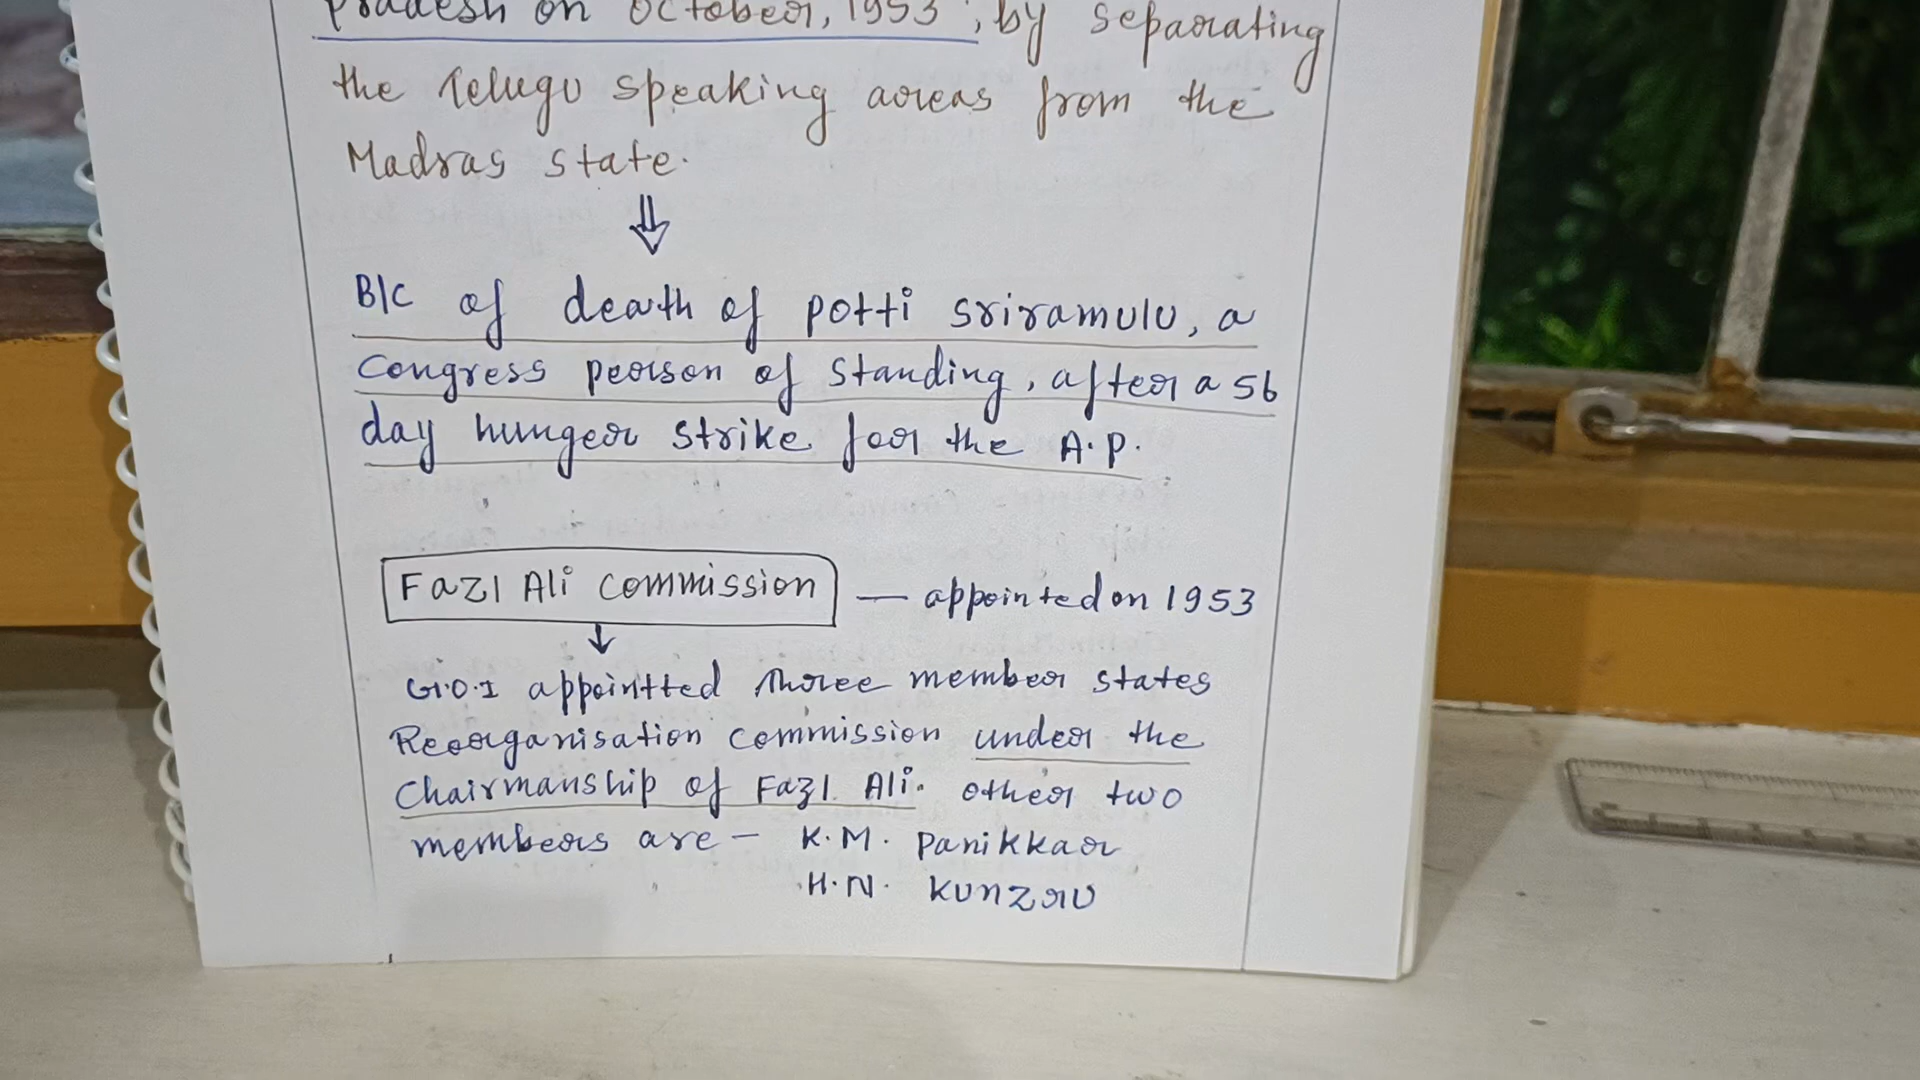 Pradesh on October, 1953, by separating
the Telugu speaking areas from the
Madras state.
B/C of death of potti sriramulu, a
Congress person of standing, after a 56
day hunger strike for the A.P.
Fazl Ali commission — appointed on 1953
G.O.I appointted three member states
Reorganisation commission under the
Chairmanship of Fazl Ali. other two
members are — K.M. Panikkar
H.N. Kunzru